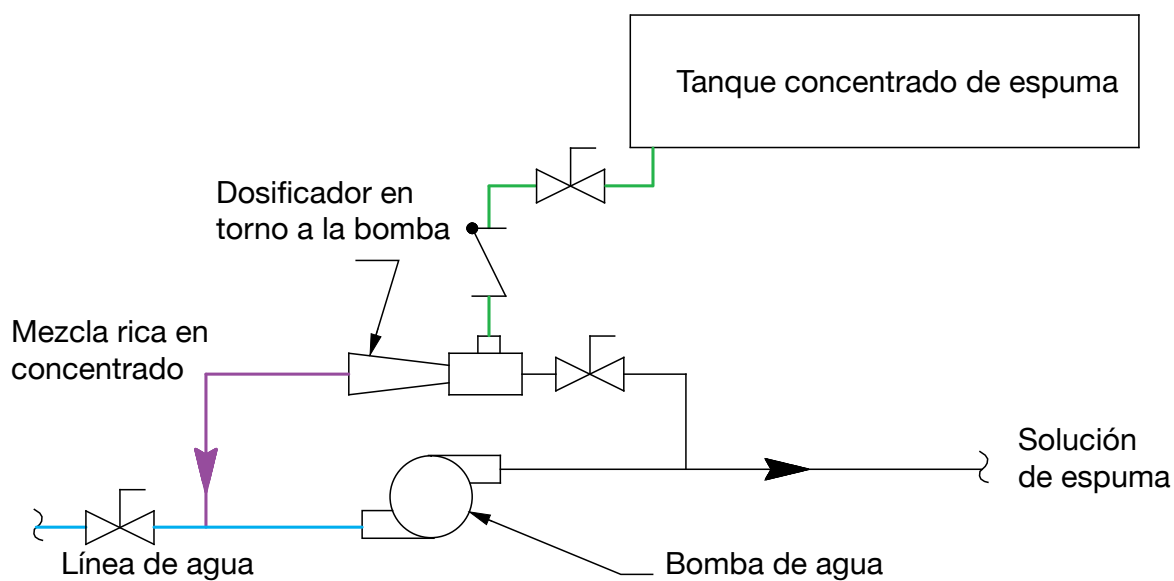 Tanque concentrado de espuma
Dosificador en
torno a la bomba
Mezcla rica en
concentrado
Solución
de espuma
Línea de agua
Bomba de agua